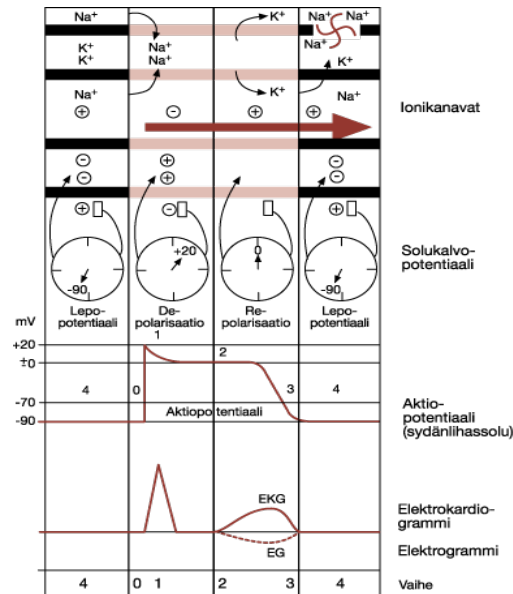 Na⁺ K⁺ Na⁺ Na⁺
Na⁺ Na⁺
K⁺ Na⁺ K⁺
K⁺ Na⁺
Na⁺ K⁺ Na⁺
⊕ ⊖ ⊕ ⊕
Ionikanavat
⊖ ⊕ ⊖
⊖ ⊕ ⊖
⊕ ⊖ ⊕
Solukalvo-
potentiaali
-90 +20 0 -90
Lepo-
potentiaali
De-
polarisaatio
Re-
polarisaatio
Lepo-
potentiaali
mV
1
+20
2
±0
4 0 3 4
-70
Aktiopotentiaali
-90
Aktio-
potentiaali
(sydänlihassolu)
EKG
Elektrokardio-
grammi
EG
Elektrogrammi
4 0 1 2 3 4
Vaihe